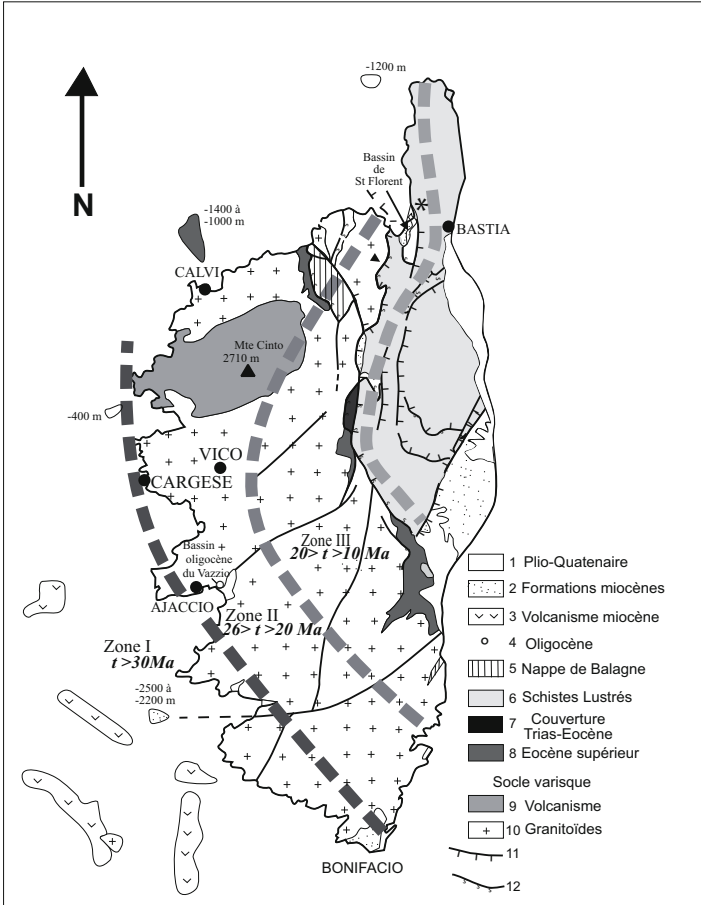 -1200 m
Bassin
de
St Florent
N
-1400 à
-1000 m
BASTIA
CALVI
Mte Cinto
2710 m
-400 m
VICO
CARGESE
Zone III
20> t >10 Ma
Bassin
oligocène
du Vazzio
AJACCIO
Zone II
26> t >20 Ma
Zone I
t >30Ma
-2500 à
-2200 m
BONIFACIO
1 Plio-Quatenaire
2 Formations miocènes
3 Volcanisme miocène
4 Oligocène
5 Nappe de Balagne
6 Schistes Lustrés
7 Couverture
Trias-Eocène
8 Eocène supérieur
Socle varisque
9 Volcanisme
10 Granitoïdes
11
12